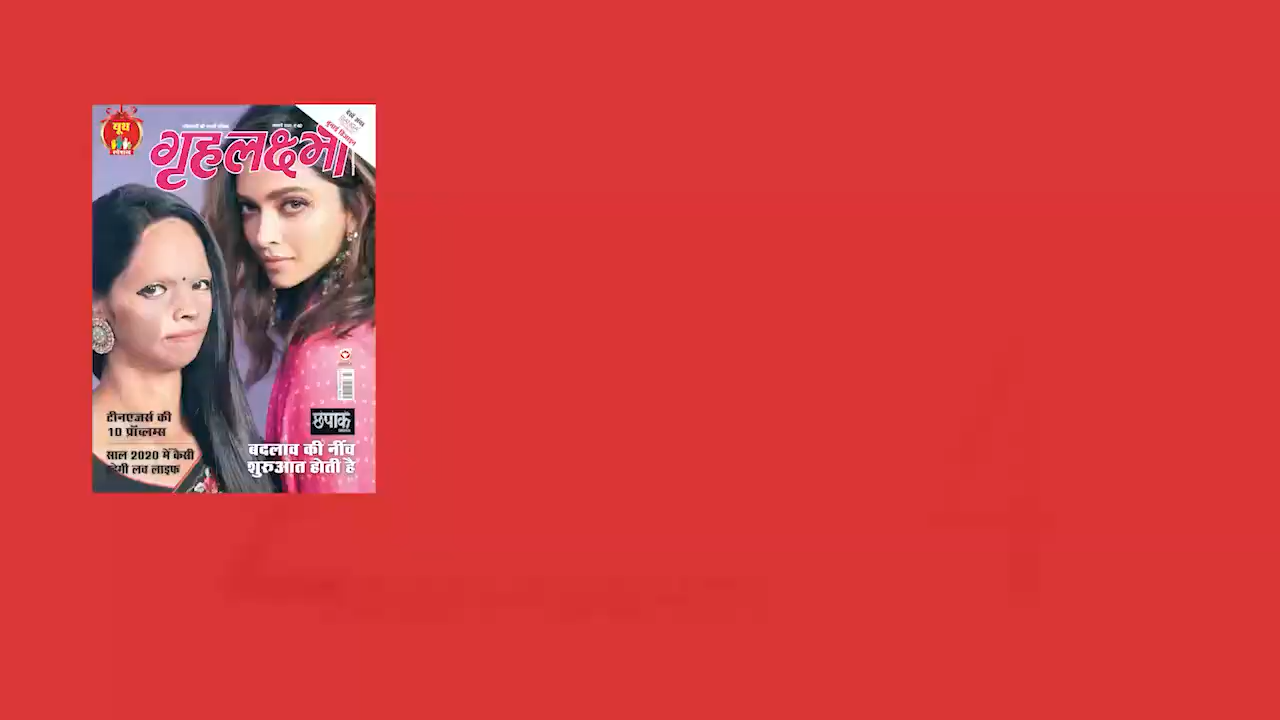 यूथ
गृहलक्ष्मी
टीनएजर्स की
10 प्रॉब्लम्स
साल 2020 में कैसी
रहेगी लव लाइफ
छपाक
बदलाव की नींव
शुरुआत होती है